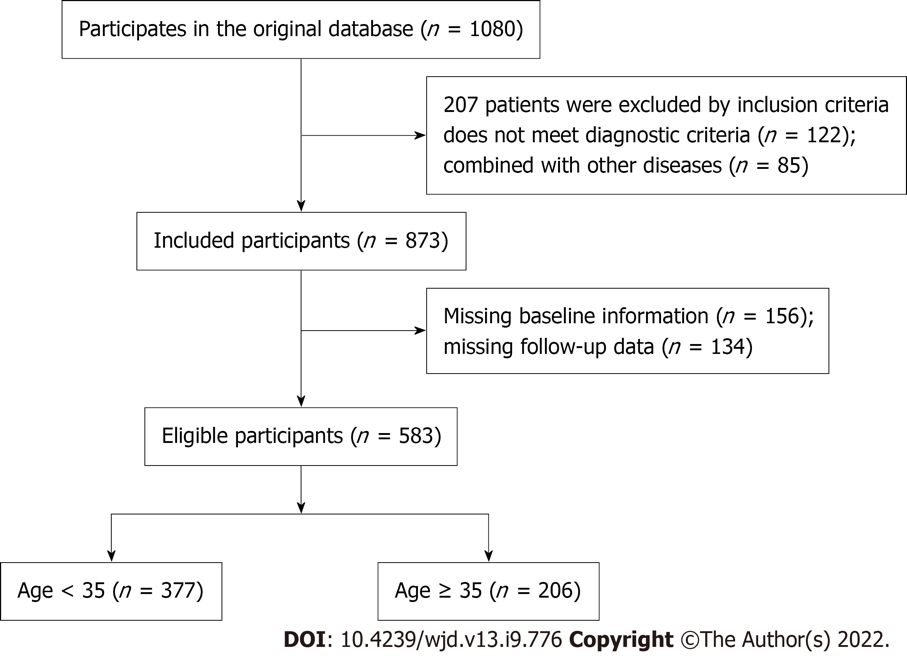 Participates in the original database (n = 1080)
207 patients were excluded by inclusion criteria
does not meet diagnostic criteria (n = 122);
combined with other diseases (n = 85)
Included participants (n = 873)
Missing baseline information (n = 156);
missing follow-up data (n = 134)
Eligible participants (n = 583)
Age < 35 (n = 377)
Age ≥ 35 (n = 206)
DOI: 10.4239/wjd.v13.i9.776 Copyright ©The Author(s) 2022.